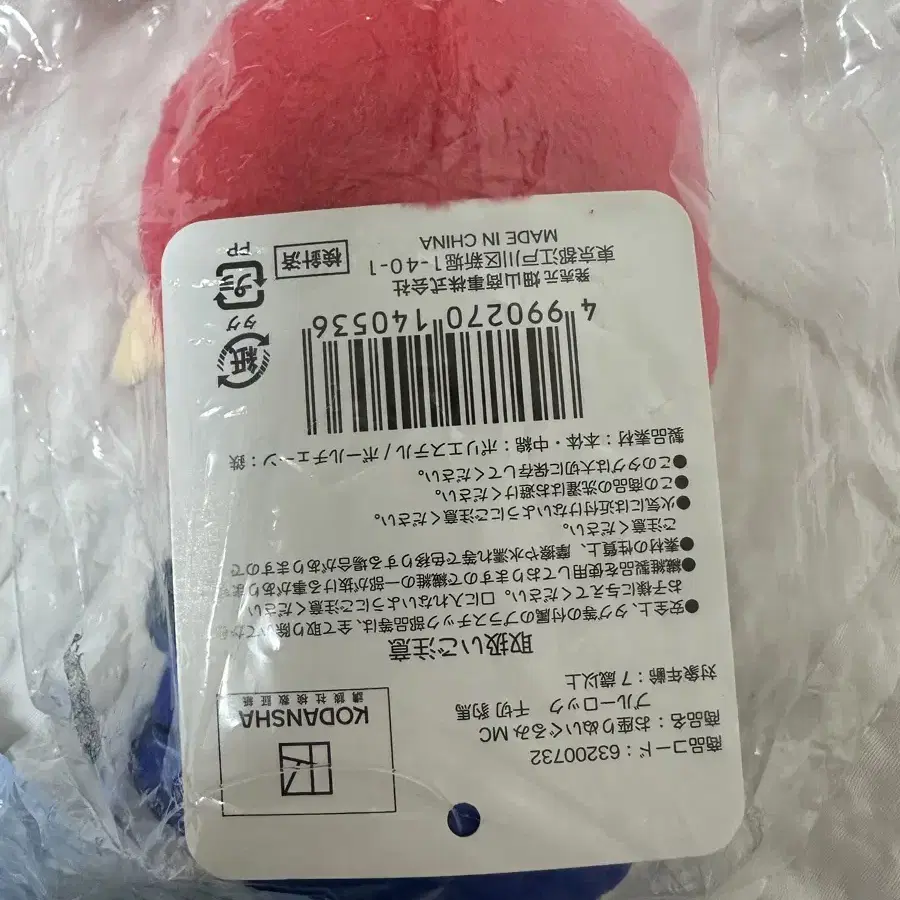 商品コード：63200732
商品名：お座りぬいぐるみMC
ブルーロック 千切 豹馬
対象年齢：7歳以上
KODANSHA
講談社検数証紙
取扱いご注意
●安全上、タグ等の付属のプラスチック部品等は、全て取り除いてから
お子様に与えてください。口に入れないようにご注意ください。
●繊維製品を使用しておりますので繊維の一部が抜ける事があります。
●素材の性質上、摩擦や水濡れ等で色移りする場合がありますので
ご注意ください。
●火気には近付けないようにご注意ください。
●この商品の洗濯はお避けください。
●このタグは大切に保存してください。
製品素材：本体・中綿：ポリエステル / ボールチェーン：鉄
4 990270 140536
紙
タグ
プラ
PP
発売元 畑山商事株式会社
東京都江戸川区新堀1-40-1
MADE IN CHINA
検針済